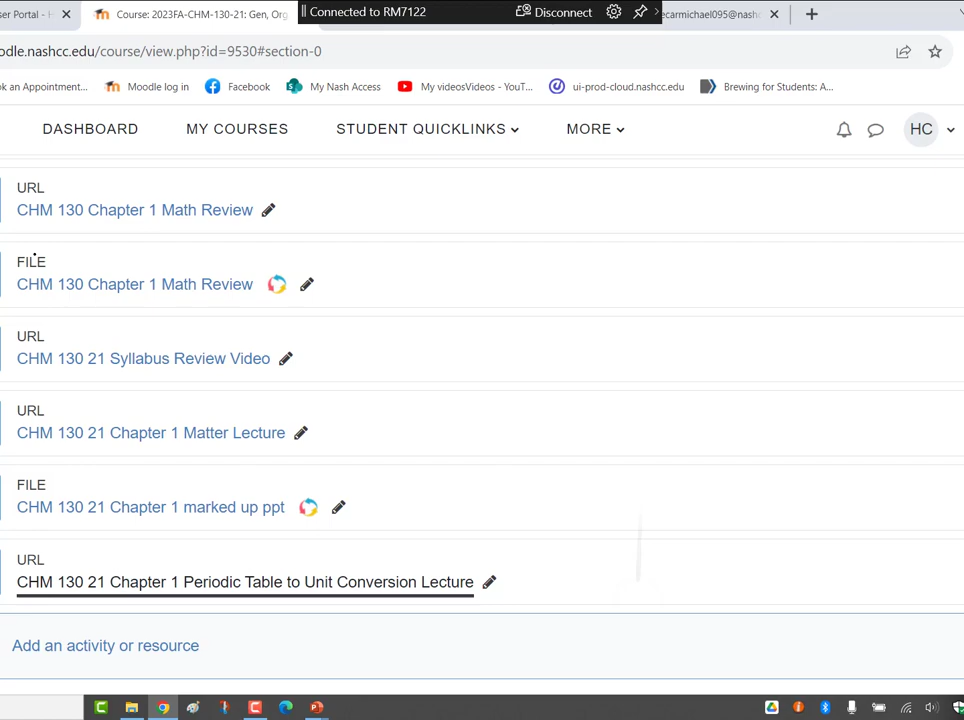 ser Portal - H
Course: 2023FA-CHM-130-21: Gen, Org
Connected to RM7122
Disconnect
ecarmichael095@nash
odle.nashcc.edu/course/view.php?id=9530#section-0
k an Appointment...
Moodle log in
Facebook
My Nash Access
My videosVideos - YouT...
ui-prod-cloud.nashcc.edu
Brewing for Students: A...
DASHBOARD
MY COURSES
STUDENT QUICKLINKS
MORE
HC
URL
CHM 130 Chapter 1 Math Review
FILE
CHM 130 Chapter 1 Math Review
URL
CHM 130 21 Syllabus Review Video
URL
CHM 130 21 Chapter 1 Matter Lecture
FILE
CHM 130 21 Chapter 1 marked up ppt
URL
CHM 130 21 Chapter 1 Periodic Table to Unit Conversion Lecture
Add an activity or resource